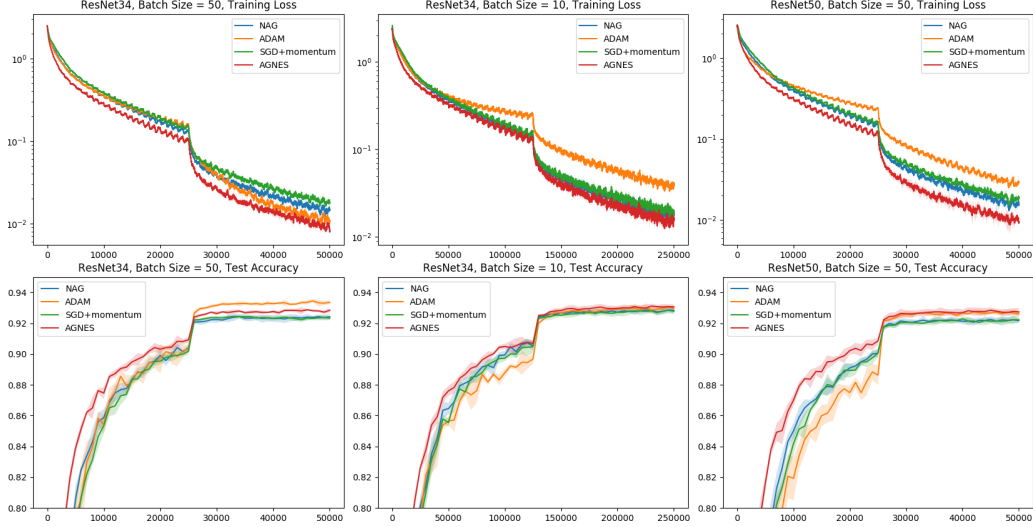 ResNet34, Batch Size = 50, Training Loss
NAG
ADAM
SGD+momentum
AGNES
10⁰
10⁻¹
10⁻²
0 10000 20000 30000 40000 50000
ResNet34, Batch Size = 10, Training Loss
NAG
ADAM
SGD+momentum
AGNES
10⁰
10⁻¹
10⁻²
0 50000 100000 150000 200000 250000
ResNet50, Batch Size = 50, Training Loss
NAG
ADAM
SGD+momentum
AGNES
10⁰
10⁻¹
10⁻²
0 10000 20000 30000 40000 50000
ResNet34, Batch Size = 50, Test Accuracy
NAG
ADAM
SGD+momentum
AGNES
0.94
0.92
0.90
0.88
0.86
0.84
0.82
0.80
0 10000 20000 30000 40000 50000
ResNet34, Batch Size = 10, Test Accuracy
NAG
ADAM
SGD+momentum
AGNES
0.94
0.92
0.90
0.88
0.86
0.84
0.82
0.80
0 50000 100000 150000 200000 250000
ResNet50, Batch Size = 50, Test Accuracy
NAG
ADAM
SGD+momentum
AGNES
0.94
0.92
0.90
0.88
0.86
0.84
0.82
0.80
0 10000 20000 30000 40000 50000